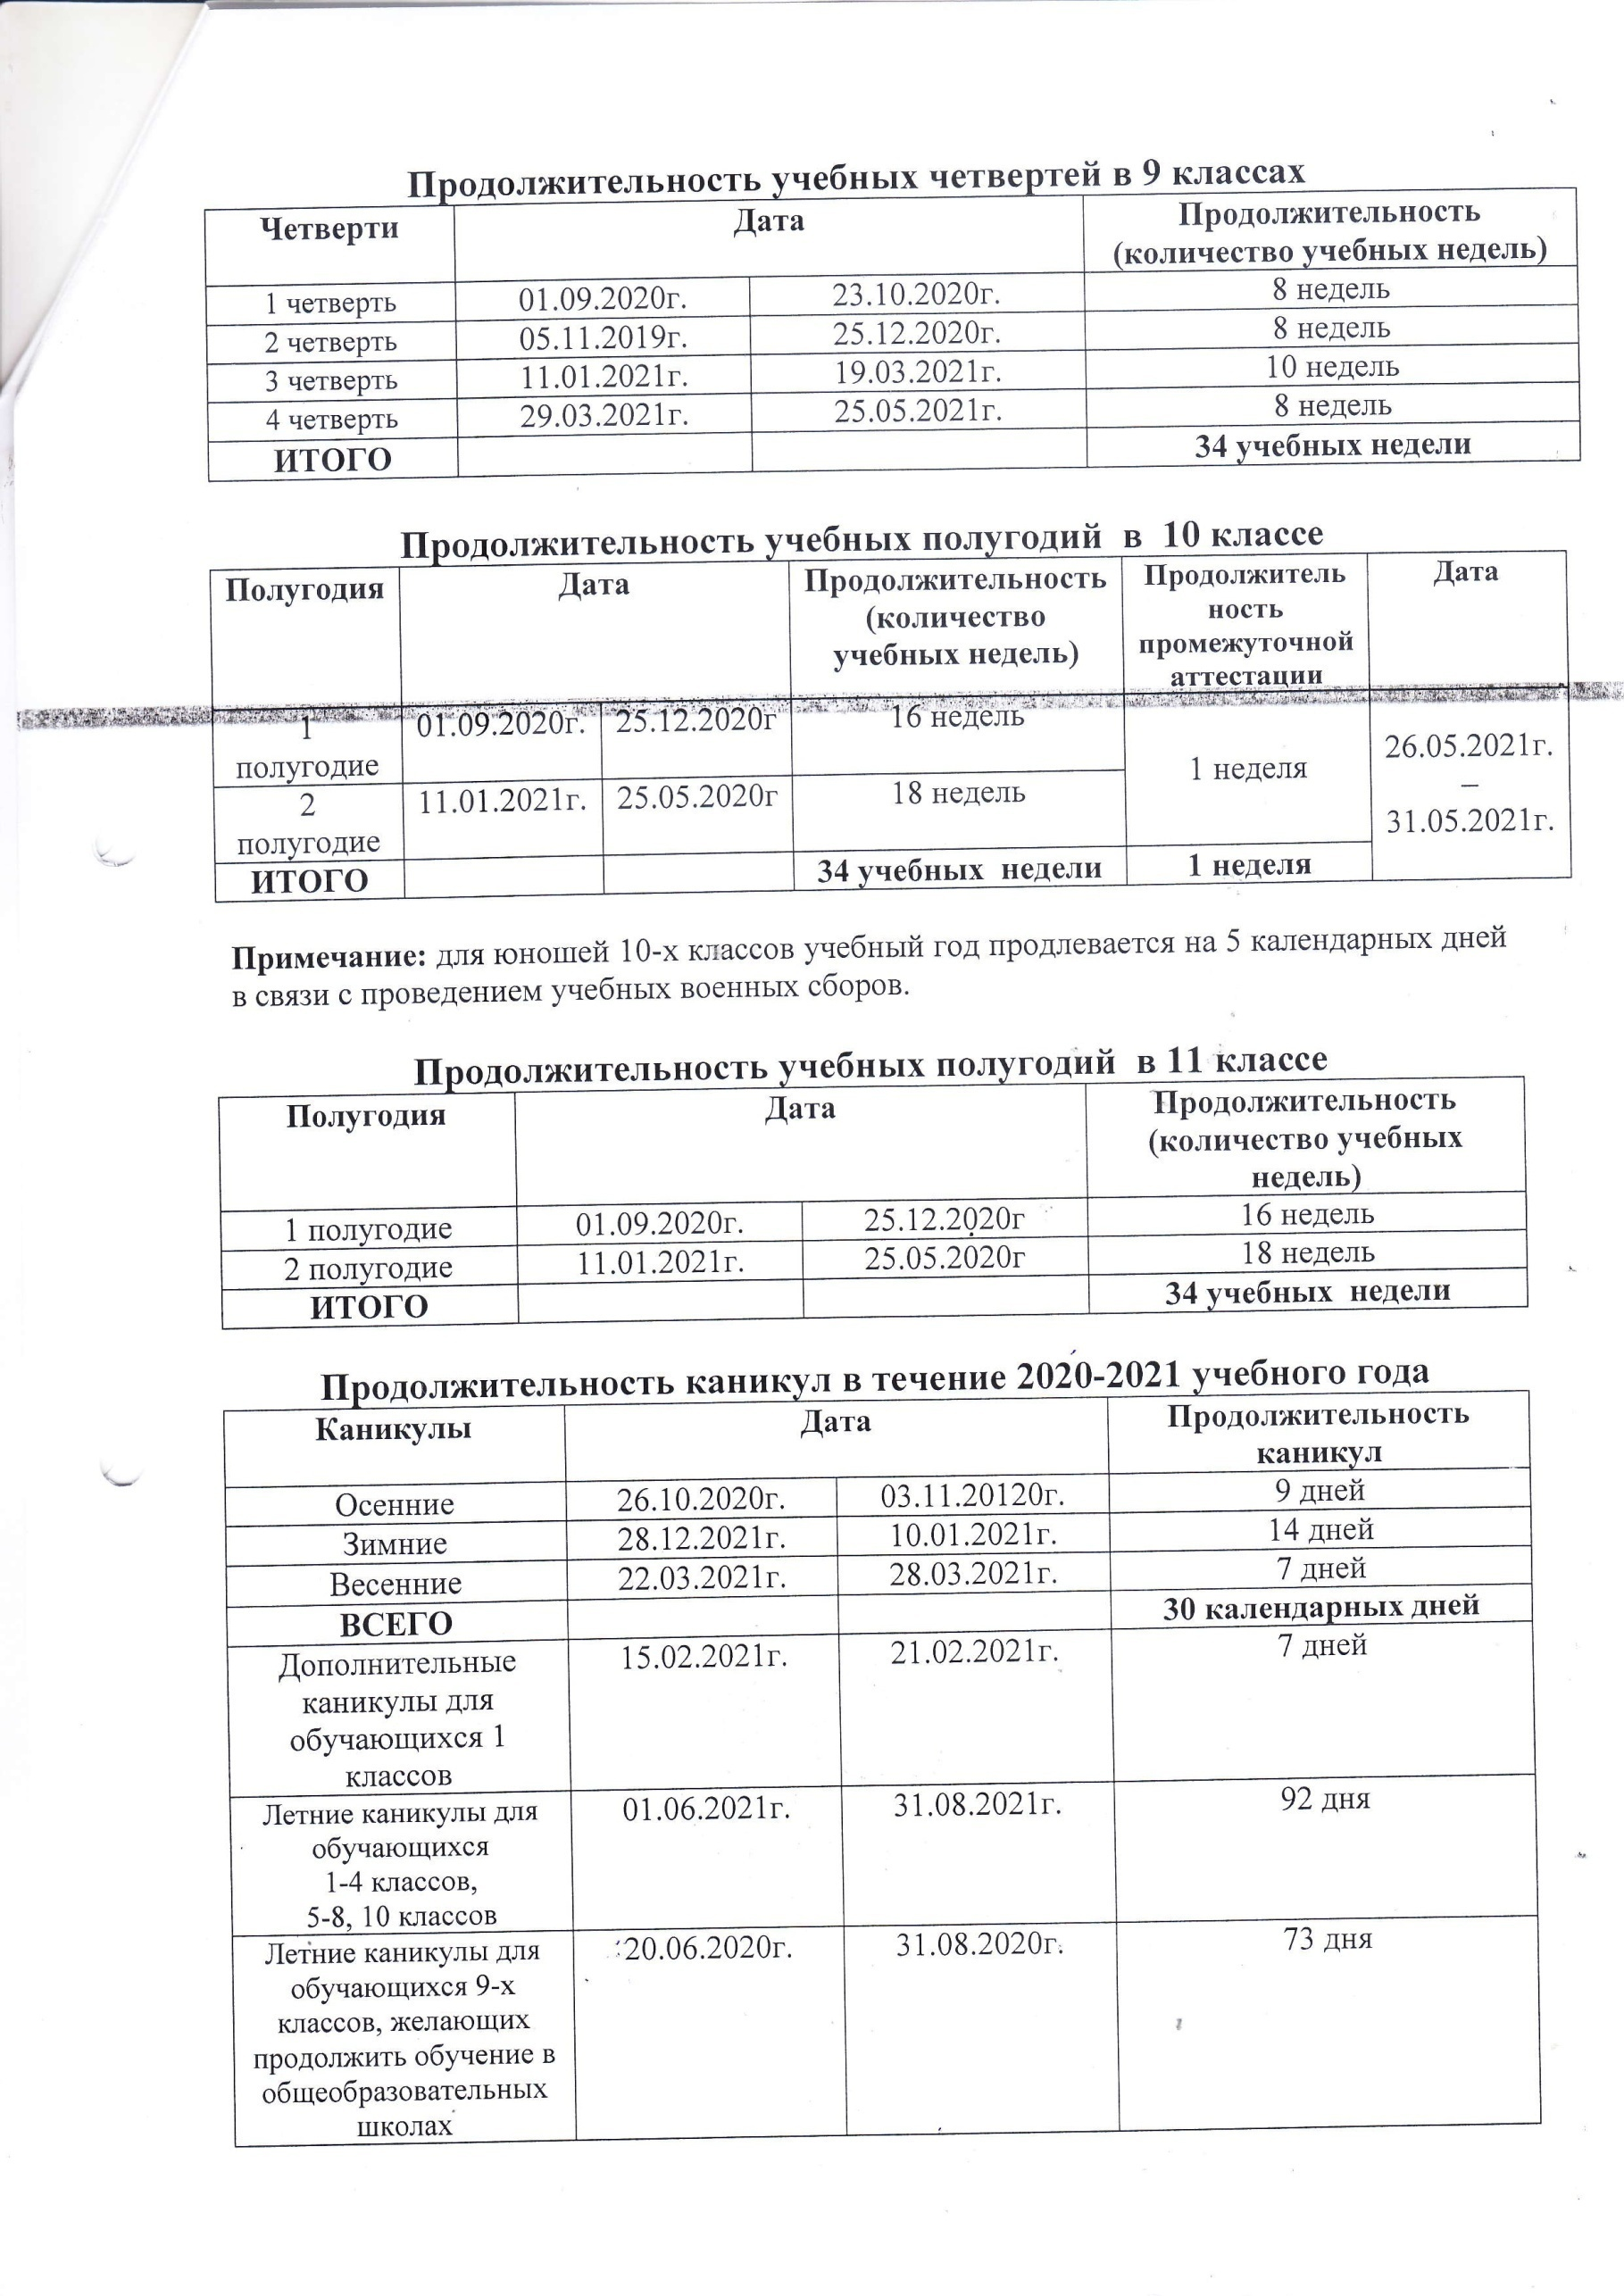 Продолжительность учебных четвертей в 9 классах
Четверти Дата Продолжительность
(количество учебных недель)
1 четверть 01.09.2020г. 23.10.2020г. 8 недель
2 четверть 05.11.2019г. 25.12.2020г. 8 недель
3 четверть 11.01.2021г. 19.03.2021г. 10 недель
4 четверть 29.03.2021г. 25.05.2021г. 8 недель
ИТОГО 34 учебных недели
Продолжительность учебных полугодий в 10 классе
Полугодия Дата Продолжительность Продолжитель Дата
(количество ность
учебных недель) промежуточной
аттестации
1 01.09.2020г. 25.12.2020г 16 недель
полугодие 1 неделя 26.05.2021г.
2 11.01.2021г. 25.05.2020г 18 недель –
полугодие 31.05.2021г.
ИТОГО 34 учебных недели 1 неделя
Примечание: для юношей 10-х классов учебный год продлевается на 5 календарных дней
в связи с проведением учебных военных сборов.
Продолжительность учебных полугодий в 11 классе
Полугодия Дата Продолжительность
(количество учебных
недель)
1 полугодие 01.09.2020г. 25.12.2020г 16 недель
2 полугодие 11.01.2021г. 25.05.2020г 18 недель
ИТОГО 34 учебных недели
Продолжительность каникул в течение 2020-2021 учебного года
Каникулы Дата Продолжительность
каникул
Осенние 26.10.2020г. 03.11.20120г. 9 дней
Зимние 28.12.2021г. 10.01.2021г. 14 дней
Весенние 22.03.2021г. 28.03.2021г. 7 дней
ВСЕГО 30 календарных дней
Дополнительные 15.02.2021г. 21.02.2021г. 7 дней
каникулы для
обучающихся 1
классов
Летние каникулы для 01.06.2021г. 31.08.2021г. 92 дня
обучающихся
1-4 классов,
5-8, 10 классов
Летние каникулы для 20.06.2020г. 31.08.2020г. 73 дня
обучающихся 9-х
классов, желающих
продолжить обучение в
общеобразовательных
школах